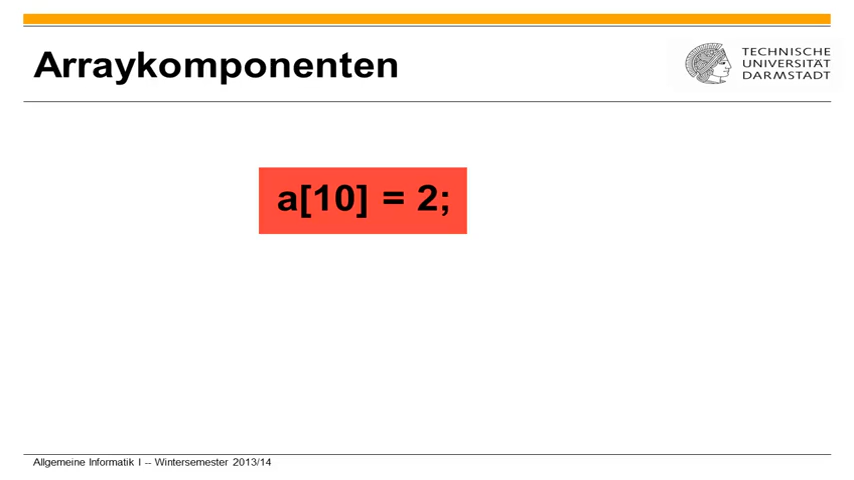 Arraykomponenten
TECHNISCHE
UNIVERSITÄT
DARMSTADT
a[10] = 2;
Allgemeine Informatik I -- Wintersemester 2013/14